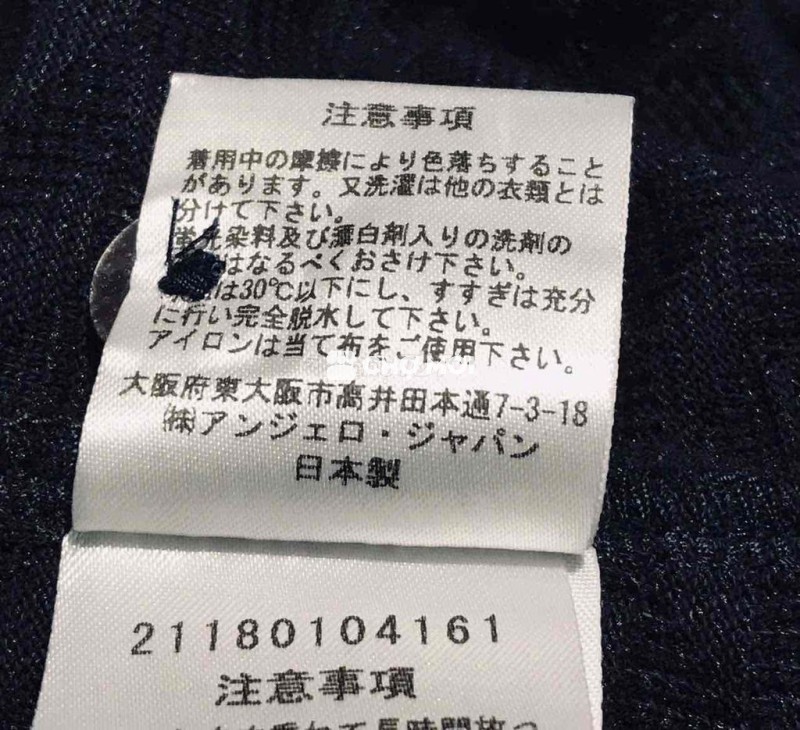 注意事項
着用中の摩擦により色落ちすること
があります。又洗濯は他の衣類とは
分けて下さい。
蛍光染料及び漂白剤入りの洗剤の
はなるべくおさけ下さい。
は30℃以下にし、すすぎは充分
に行い完全脱水して下さい。
アイロンは当て布をご使用下さい。
CHỢ MỚI
大阪府東大阪市高井田本通7-3-18
㈱アンジェロ・ジャパン
日本製
21180104161
注意事項